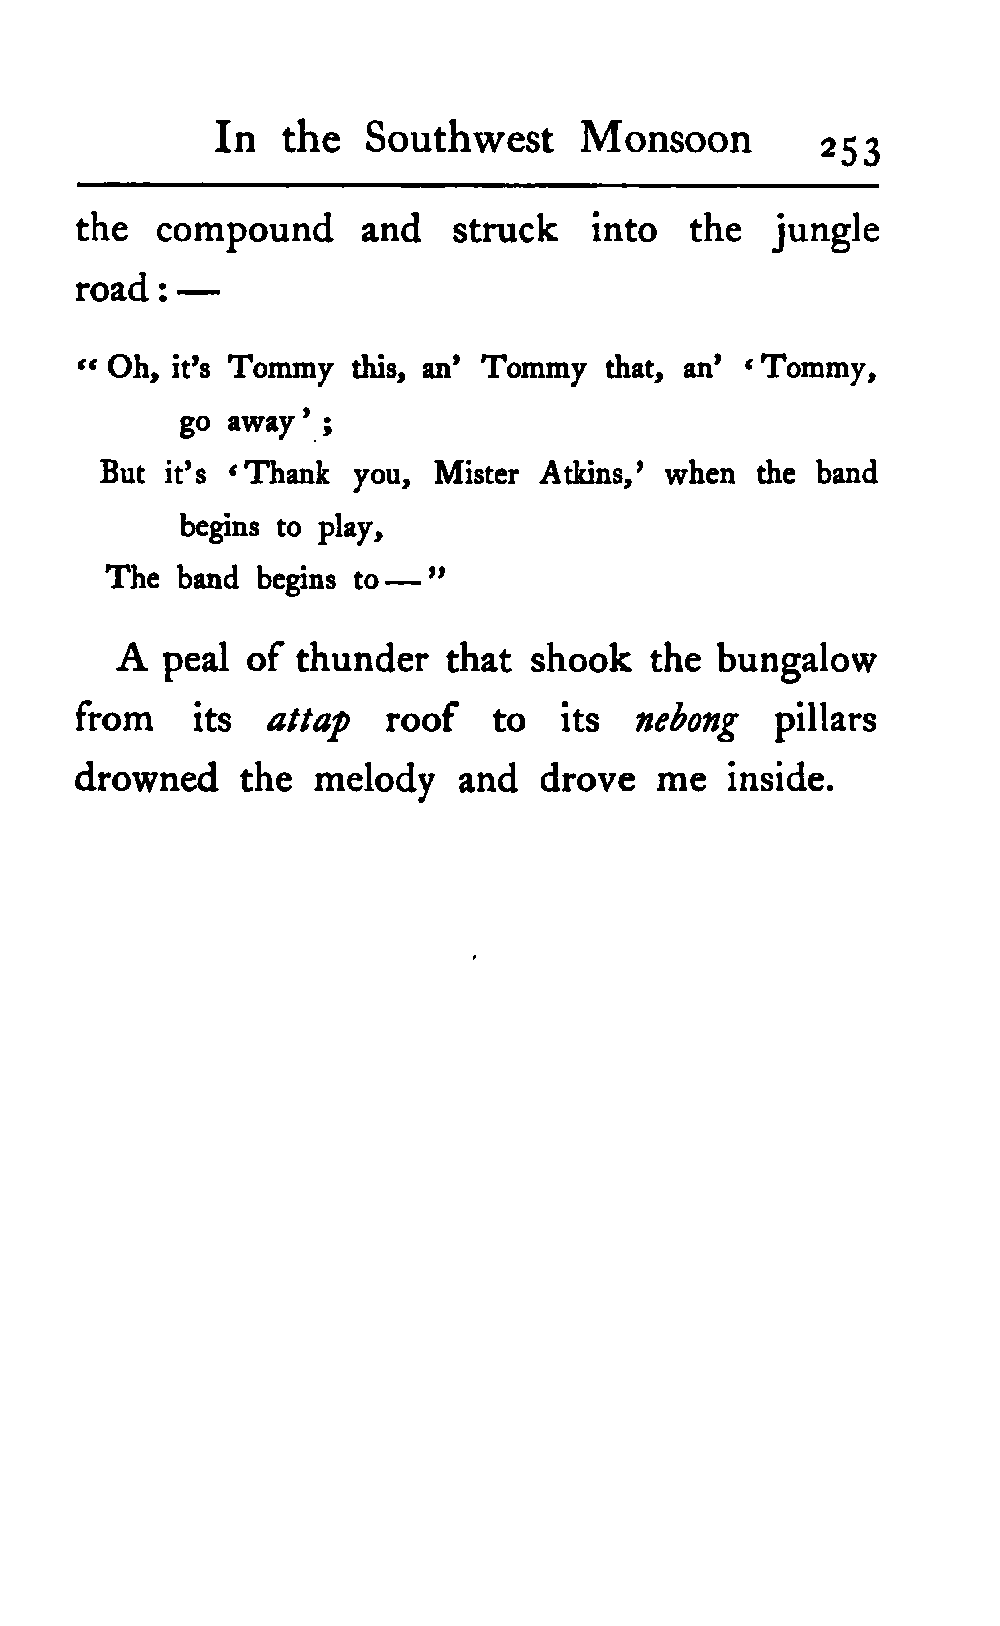 In the Southwest Monsoon 253
the compound and struck into the jungle
road : —
“ Oh, it’s Tommy this, an’ Tommy that, an’ ‘ Tommy,
go away ’ ;
But it’s ‘ Thank you, Mister Atkins,’ when the band
begins to play,
The band begins to — ”
A peal of thunder that shook the bungalow
from its attap roof to its nebong pillars
drowned the melody and drove me inside.